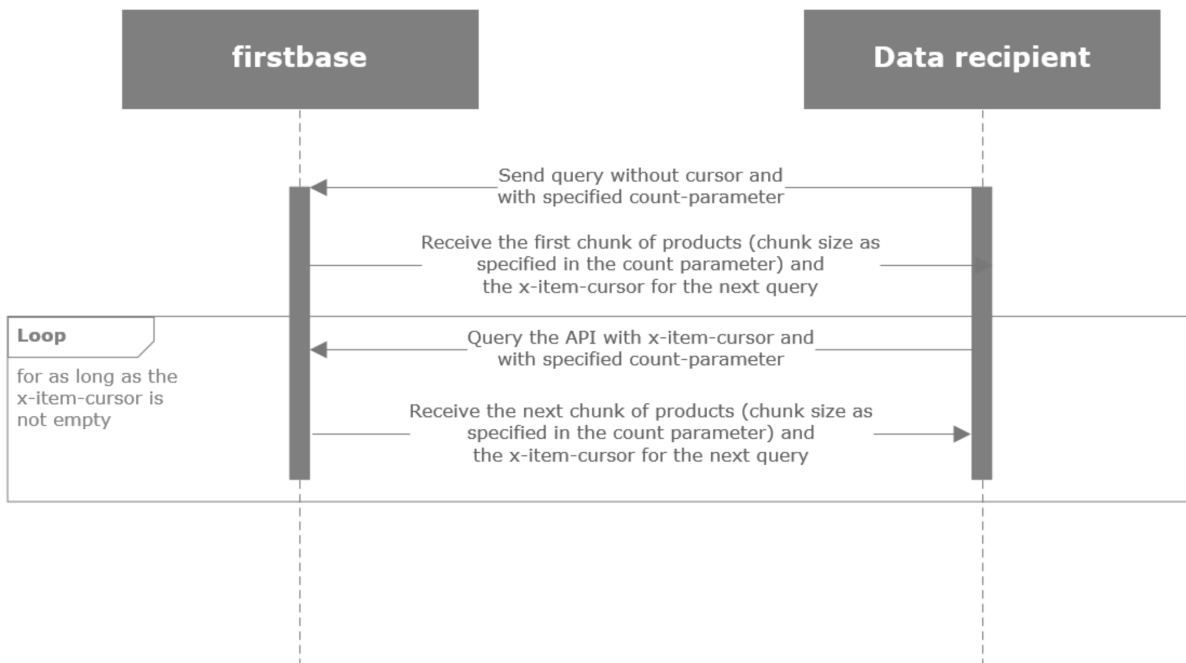 firstbase
Data recipient
Send query without cursor and
with specified count-parameter
Receive the first chunk of products (chunk size as
specified in the count parameter) and
the x-item-cursor for the next query
Loop
for as long as the
x-item-cursor is
not empty
Query the API with x-item-cursor and
with specified count-parameter
Receive the next chunk of products (chunk size as
specified in the count parameter) and
the x-item-cursor for the next query